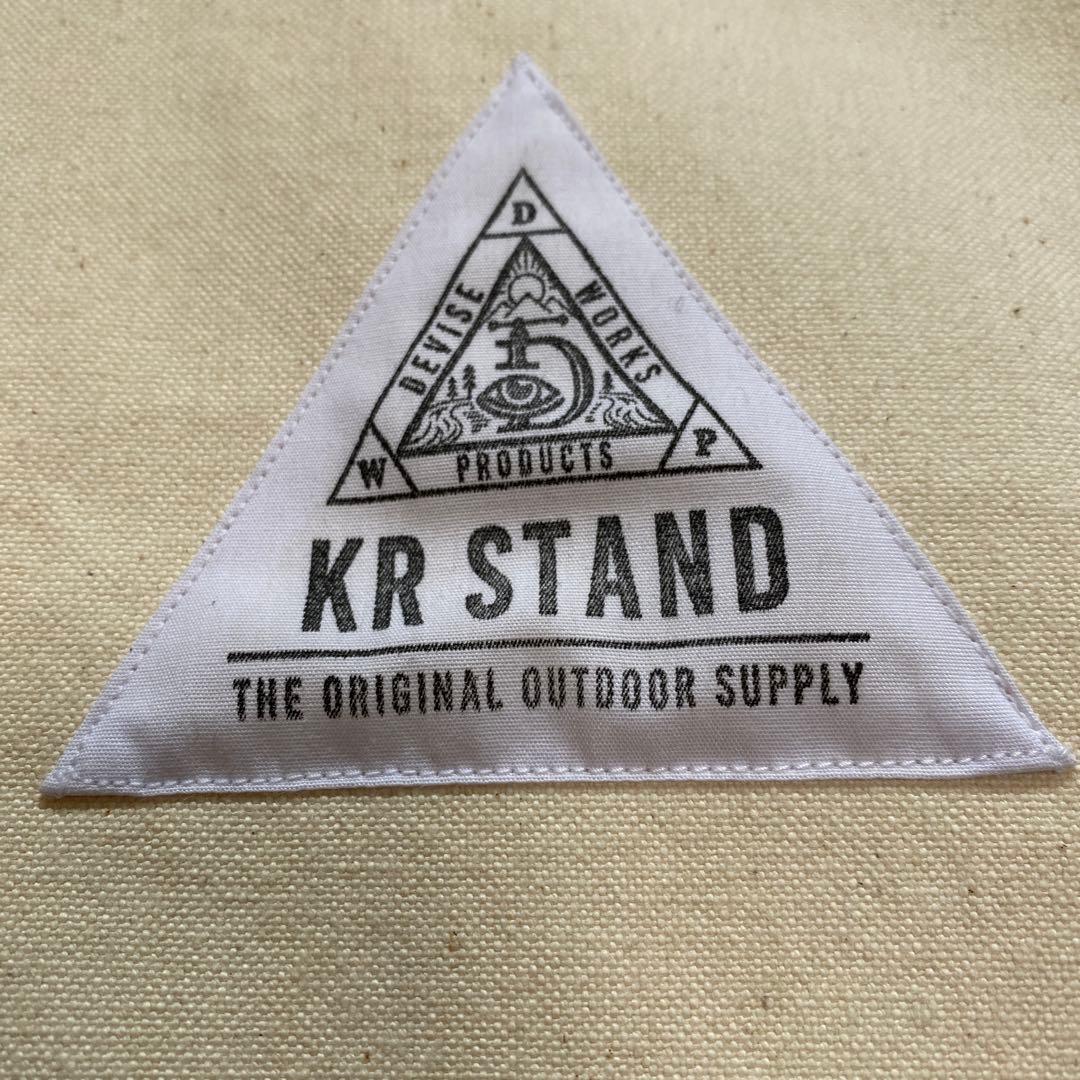 D
DEVISE WORKS
W PRODUCTS P
KR STAND
THE ORIGINAL OUTDOOR SUPPLY